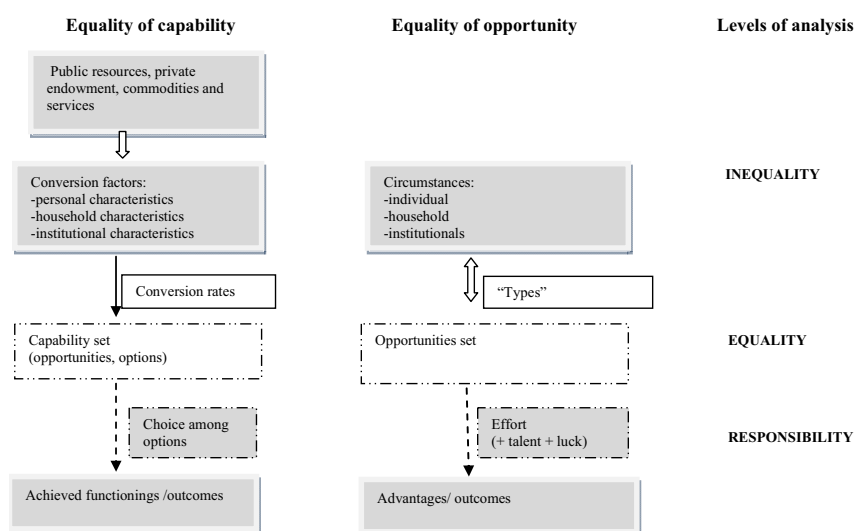 Equality of capability
Equality of opportunity
Levels of analysis
Public resources, private
endowment, commodities and
services
Conversion factors:
-personal characteristics
-household characteristics
-institutional characteristics
Circumstances:
-individual
-household
-institutionals
INEQUALITY
Conversion rates
“Types”
Capability set
(opportunities, options)
Opportunities set
EQUALITY
Choice among
options
Effort
(+ talent + luck)
RESPONSIBILITY
Achieved functionings /outcomes
Advantages/ outcomes